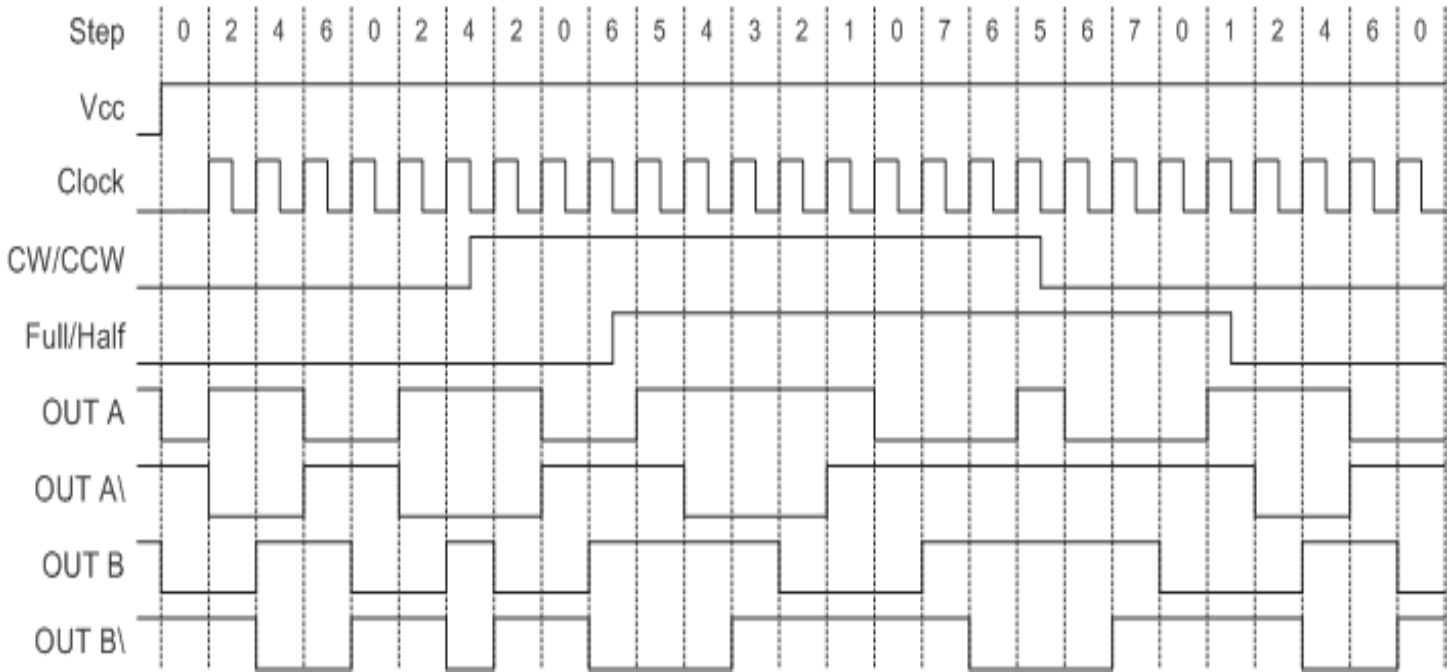 Step 0 2 4 6 0 2 4 2 0 6 5 4 3 2 1 0 7 6 5 6 7 0 1 2 4 6 0
Vcc
Clock
CW/CCW
Full/Half
OUT A
OUT A\
OUT B
OUT B\